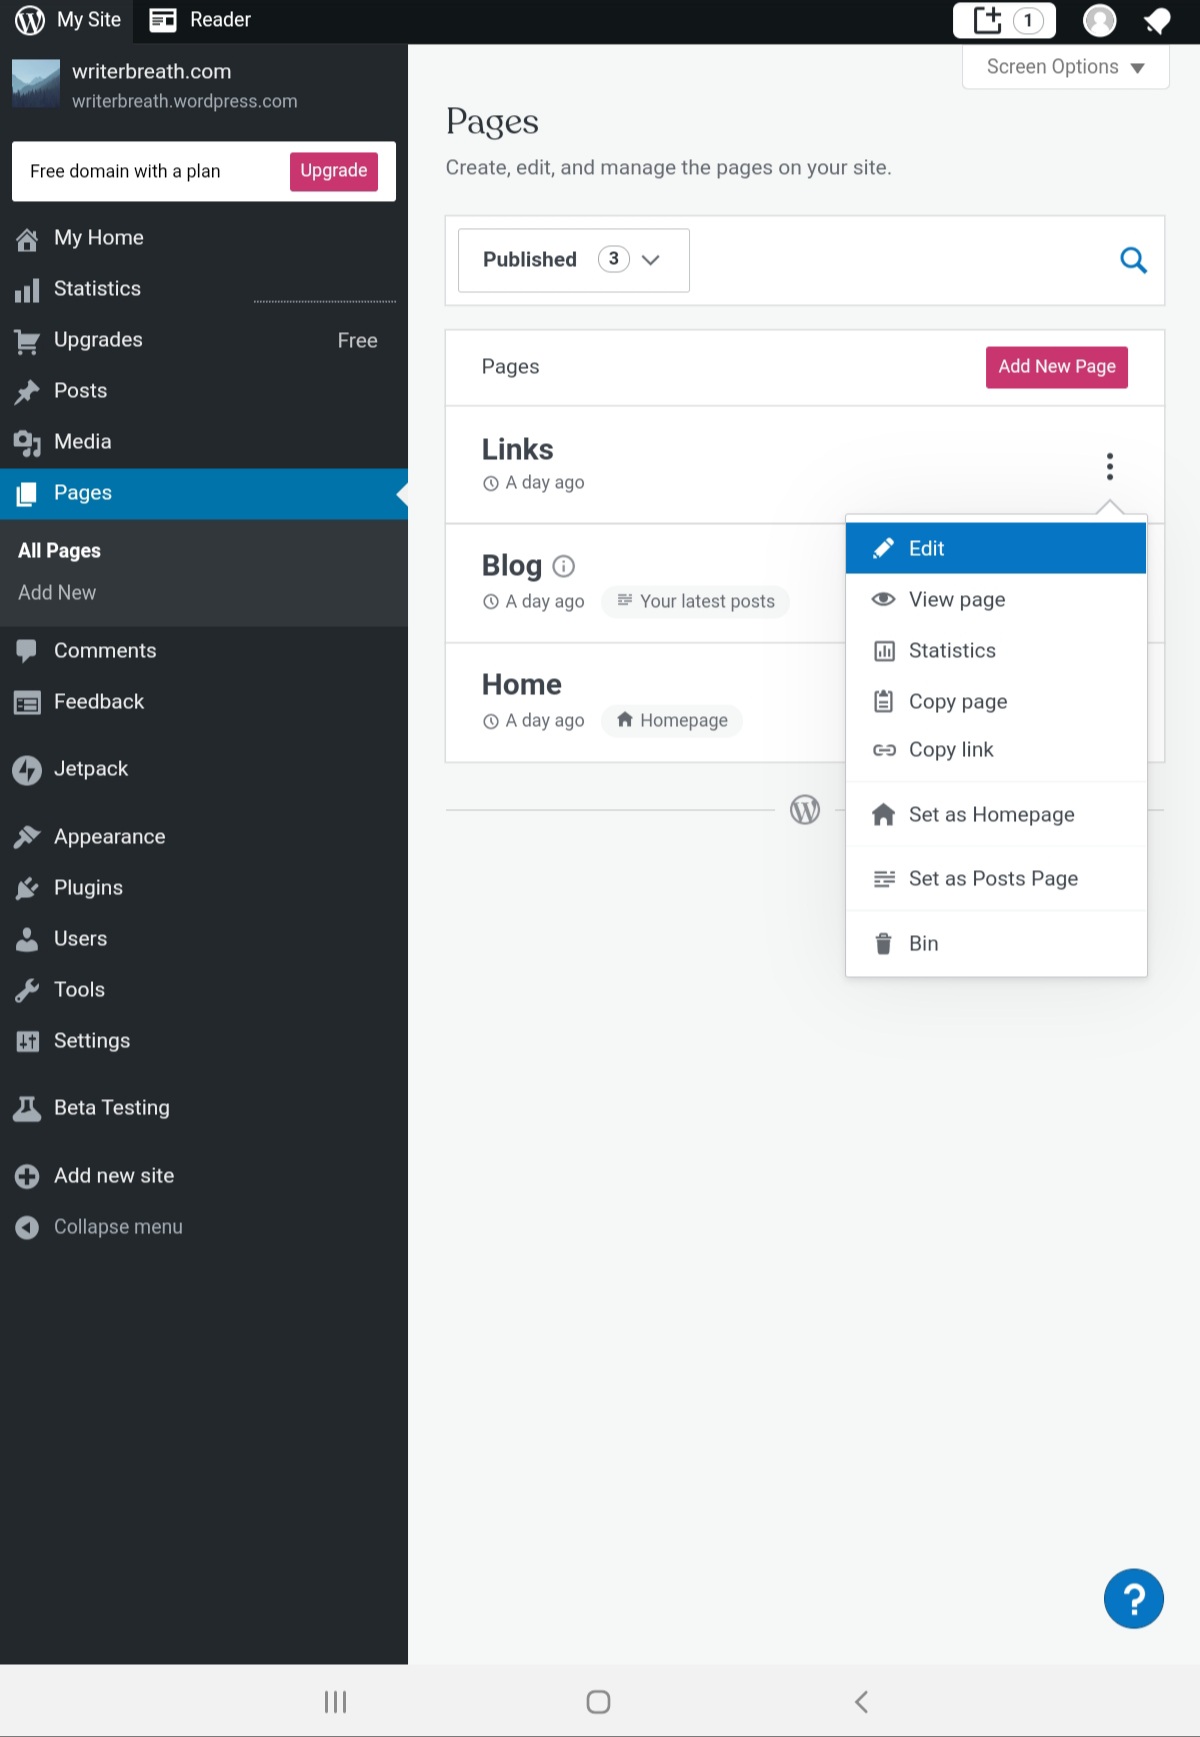 My Site
Reader
1
writerbreath.com
writerbreath.wordpress.com
Free domain with a plan
Upgrade
My Home
Statistics
Upgrades
Free
Posts
Media
Pages
All Pages
Add New
Comments
Feedback
Jetpack
Appearance
Plugins
Users
Tools
Settings
Beta Testing
Add new site
Collapse menu
Screen Options
Pages
Create, edit, and manage the pages on your site.
Published 3
Pages
Add New Page
Links
A day ago
Blog
A day ago
Your latest posts
Home
A day ago
Homepage
Edit
View page
Statistics
Copy page
Copy link
Set as Homepage
Set as Posts Page
Bin
?